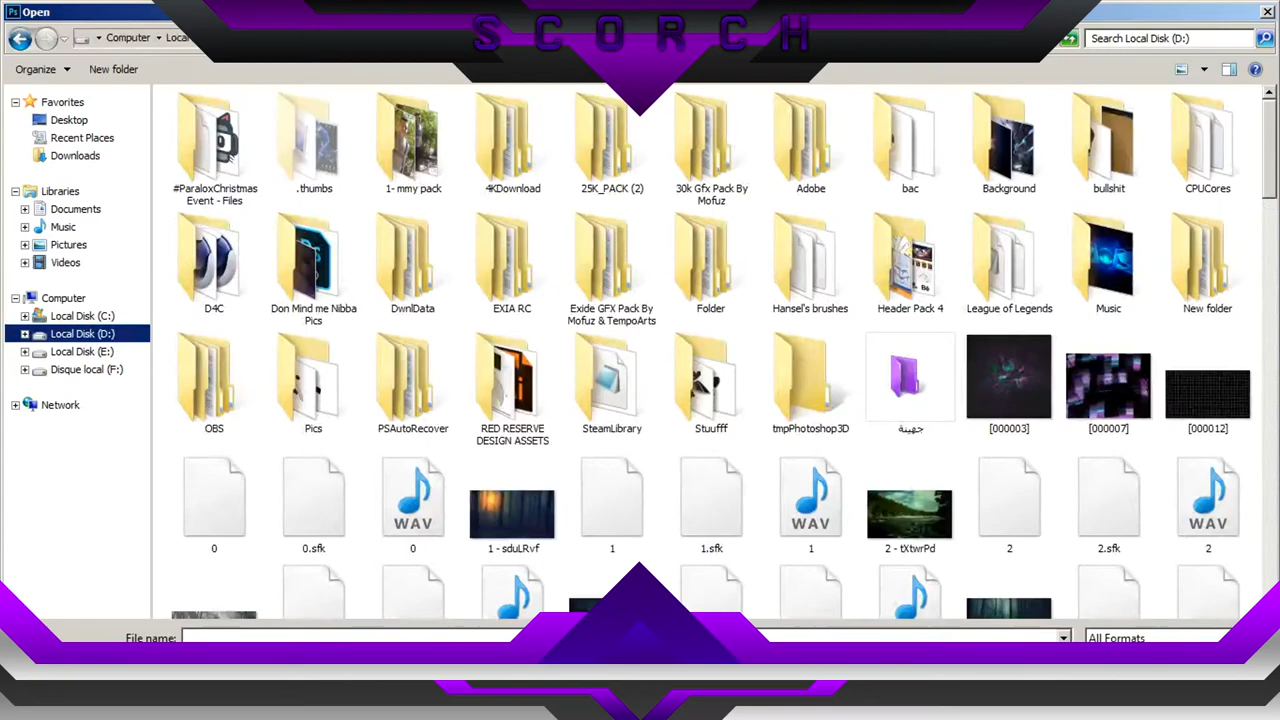 SCORCH
Ps Open
Computer Local
Search Local Disk (D:)
Organize New folder
Favorites
Desktop
Recent Places
Downloads
Libraries
Documents
Music
Pictures
Videos
Computer
Local Disk (C:)
Local Disk (D:)
Local Disk (E:)
Disque local (F:)
Network
#ParaloxChristmas Event - Files
.thumbs
1- mmy pack
4KDownload
25K_PACK (2)
30k Gfx Pack By Mofuz
Adobe
bac
Background
bullshit
CPUCores
D4C
Don Mind me Nibba Pics
DwnlData
EXIA RC
Exide GFX Pack By Mofuz & TempoArts
Folder
Hansel's brushes
Header Pack 4
League of Legends
Music
New folder
OBS
Pics
PSAutoRecover
RED RESERVE DESIGN ASSETS
SteamLibrary
Stuufff
tmpPhotoshop3D
جهينة
[000003]
[000007]
[000012]
WAV
WAV
WAV
0
0.sfk
0
1 - sduLRvf
1
1.sfk
1
2 - tXtwrPd
2
2.sfk
2
File name:
All Formats